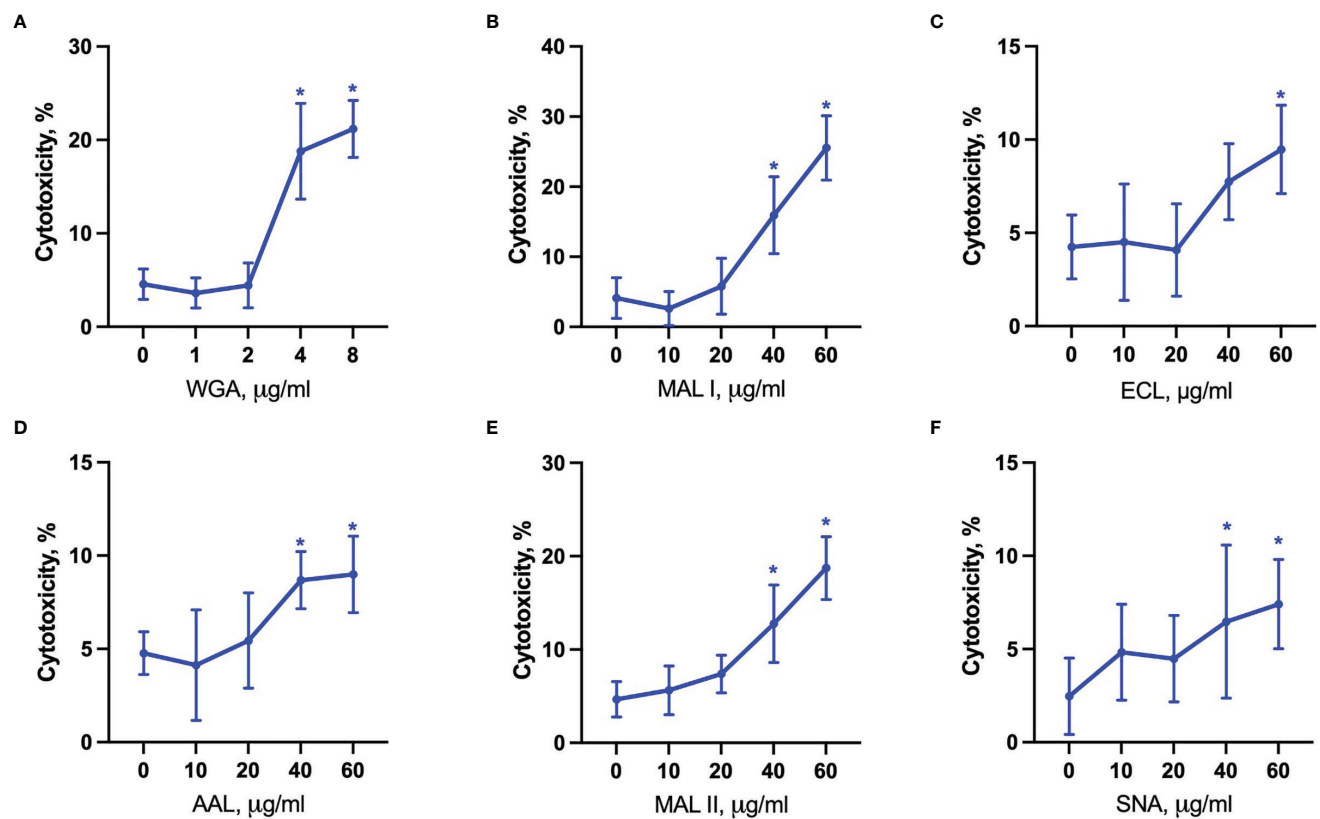 A
Cytotoxicity, %
30
20
10
0
* *
0 1 2 4 8
WGA, μg/ml
B
Cytotoxicity, %
40
30
20
10
0
* *
0 10 20 40 60
MAL I, μg/ml
C
Cytotoxicity, %
15
10
5
0
*
0 10 20 40 60
ECL, μg/ml
D
Cytotoxicity, %
15
10
5
0
* *
0 10 20 40 60
AAL, μg/ml
E
Cytotoxicity, %
30
20
10
0
* *
0 10 20 40 60
MAL II, μg/ml
F
Cytotoxicity, %
15
10
5
0
* *
0 10 20 40 60
SNA, μg/ml